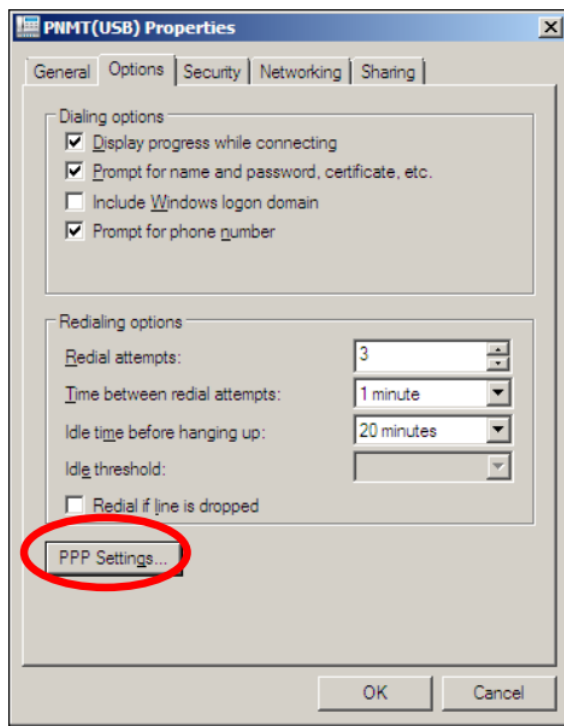 PNMT(USB) Properties
General Options Security Networking Sharing
Dialing options
Display progress while connecting
Prompt for name and password, certificate, etc.
Include Windows logon domain
Prompt for phone number
Redialing options
Redial attempts: 3
Time between redial attempts: 1 minute
Idle time before hanging up: 20 minutes
Idle threshold:
Redial if line is dropped
PPP Settings...
OK Cancel